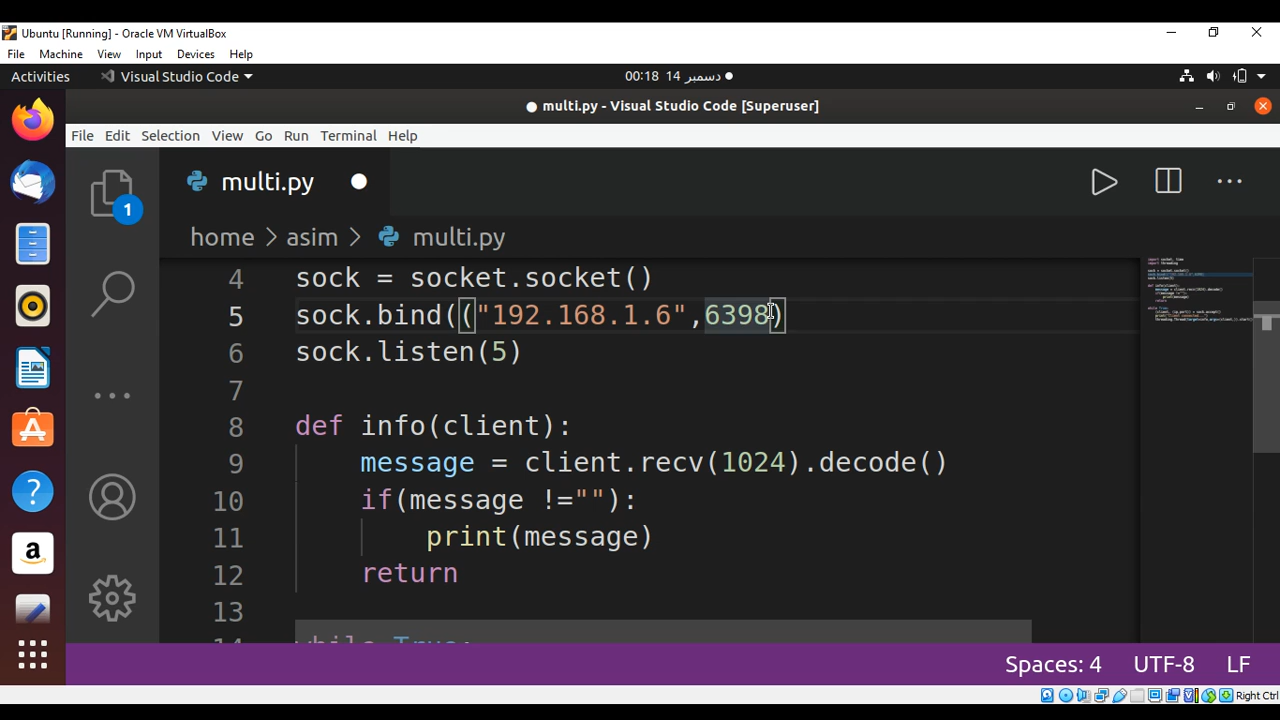 Ubuntu [Running] - Oracle VM VirtualBox
File Machine View Input Devices Help
Activities Visual Studio Code 00:18 14 دسمبر
● multi.py - Visual Studio Code [Superuser]
File Edit Selection View Go Run Terminal Help
multi.py
1
home > asim > multi.py
4 sock = socket.socket()
5 sock.bind(("192.168.1.6",6398)
6 sock.listen(5)
7
8 def info(client):
9 message = client.recv(1024).decode()
10 if(message !=""):
11 print(message)
12 return
13
14 while True:
Spaces: 4 UTF-8 LF
Right Ctrl